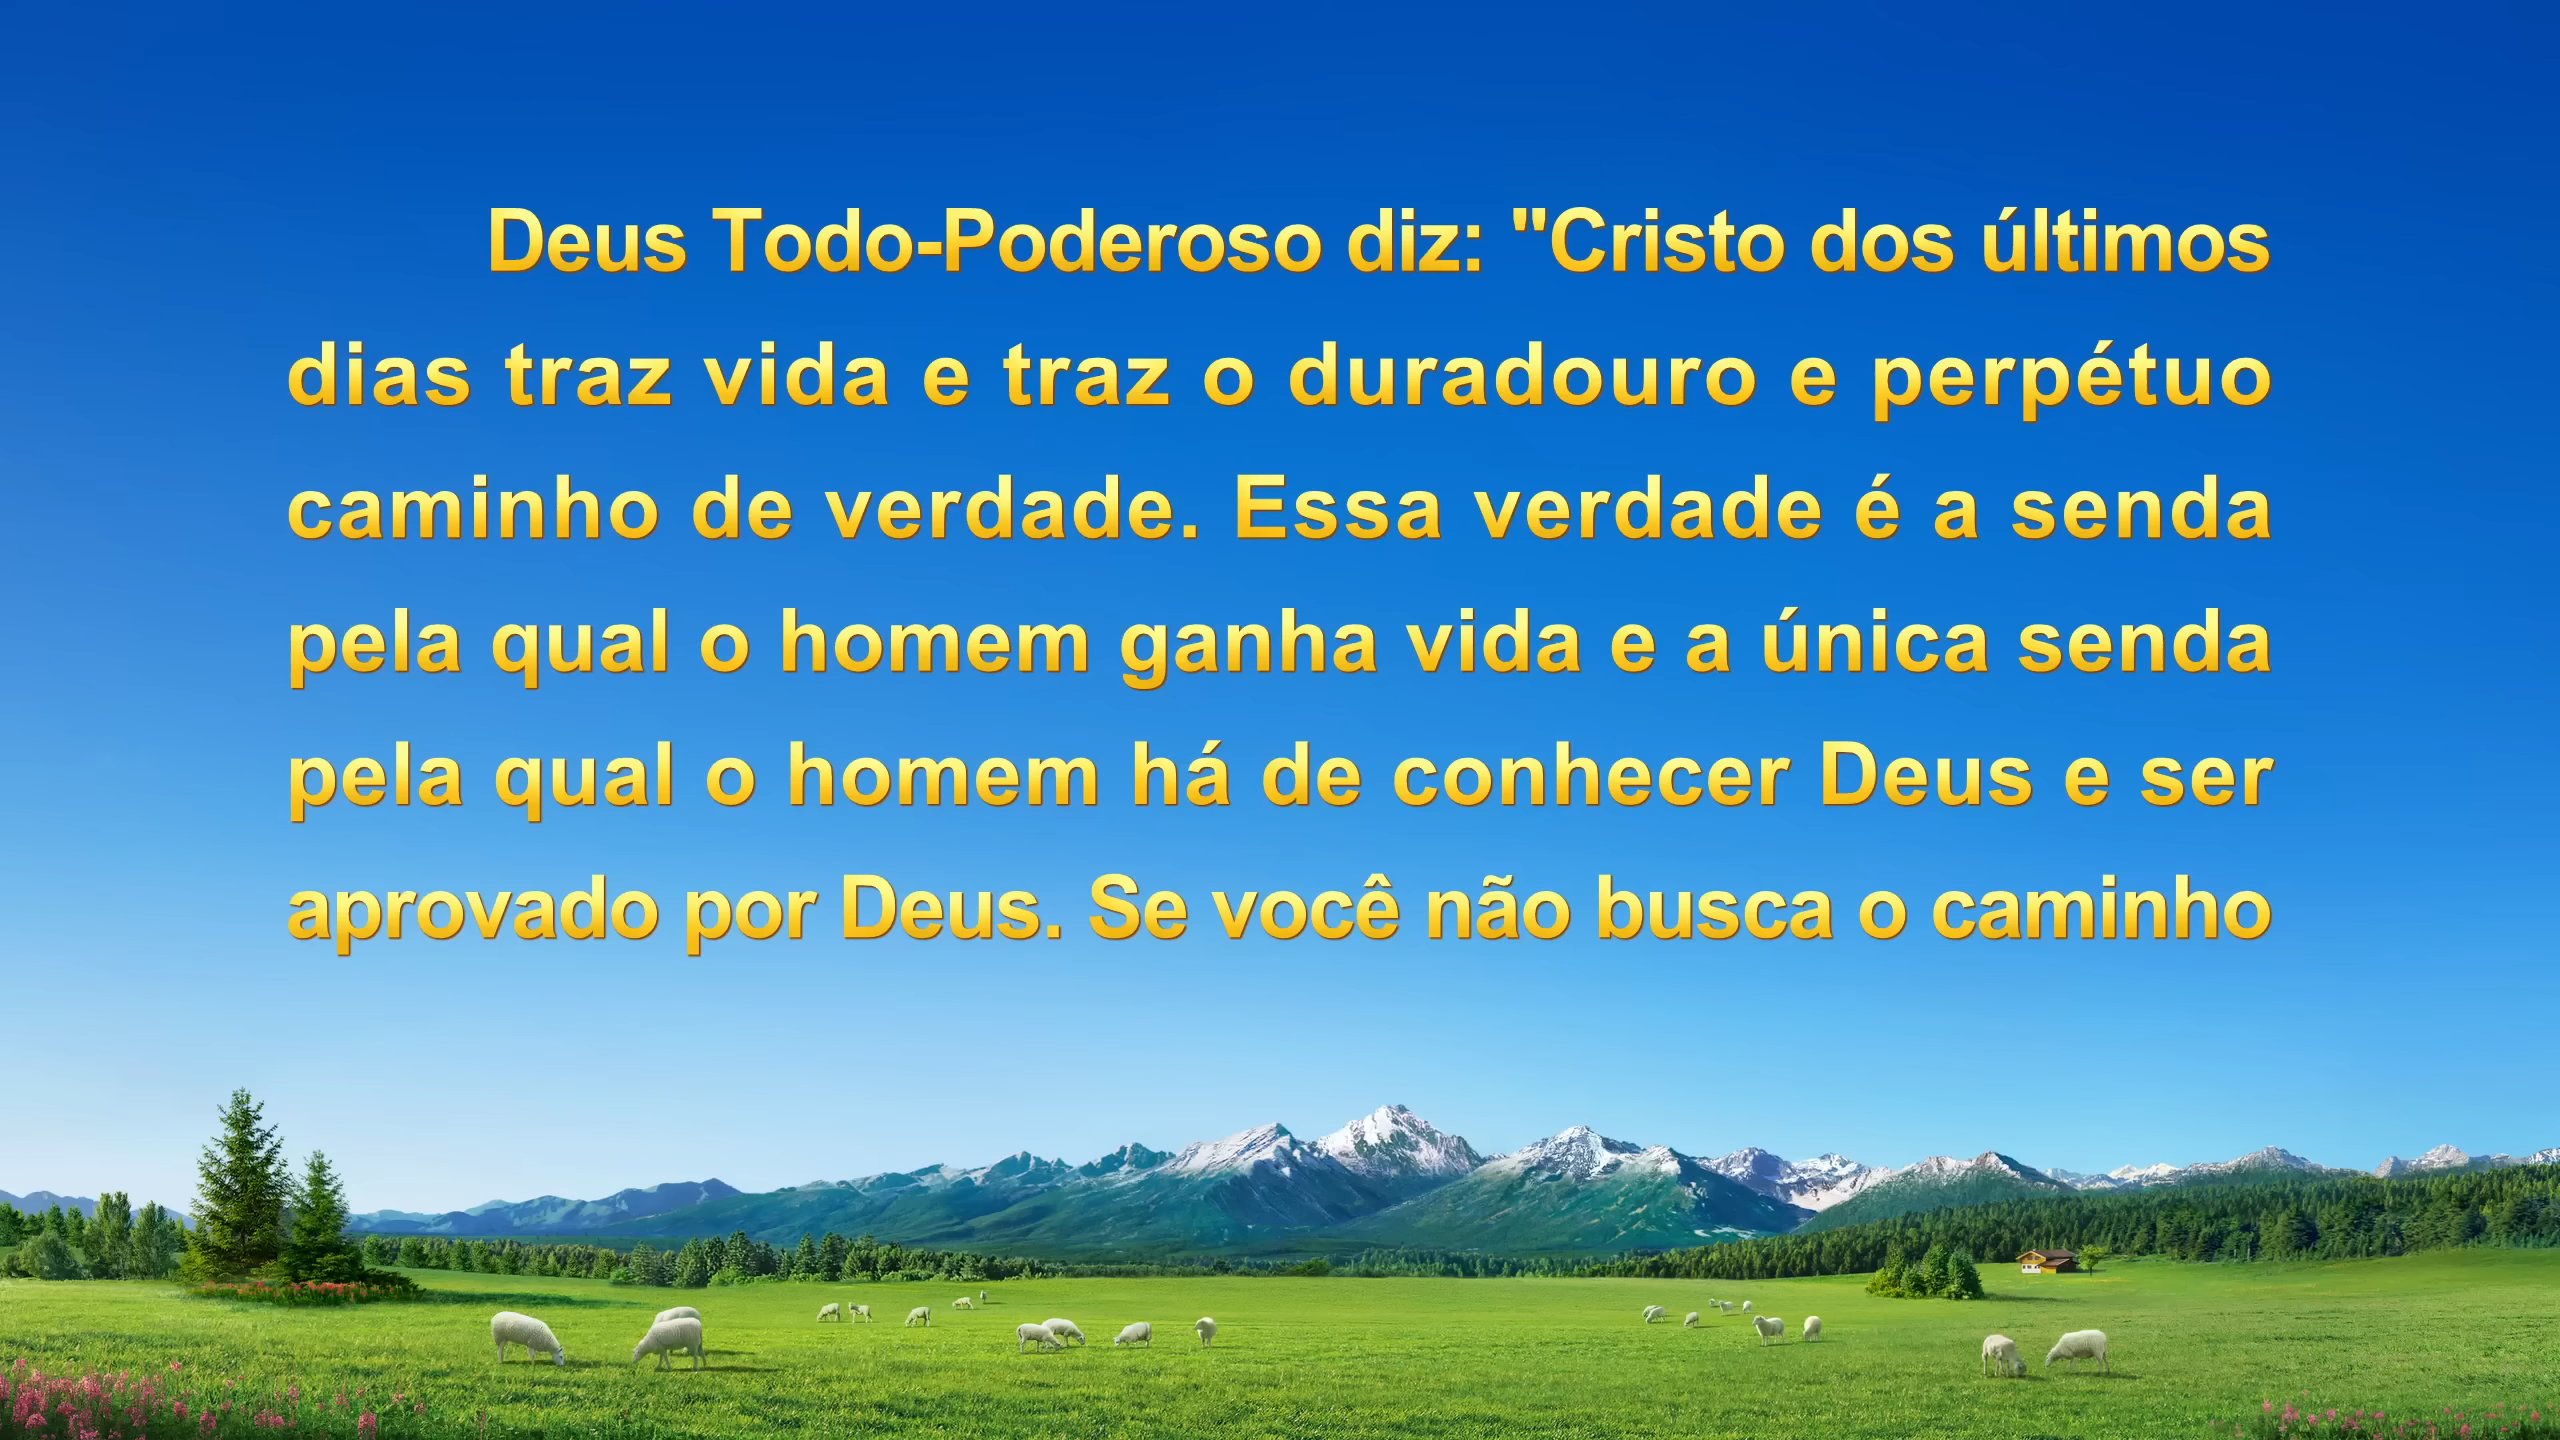 Deus Todo-Poderoso diz: "Cristo dos últimos
dias traz vida e traz o duradouro e perpétuo
caminho de verdade. Essa verdade é a senda
pela qual o homem ganha vida e a única senda
pela qual o homem há de conhecer Deus e ser
aprovado por Deus. Se você não busca o caminho